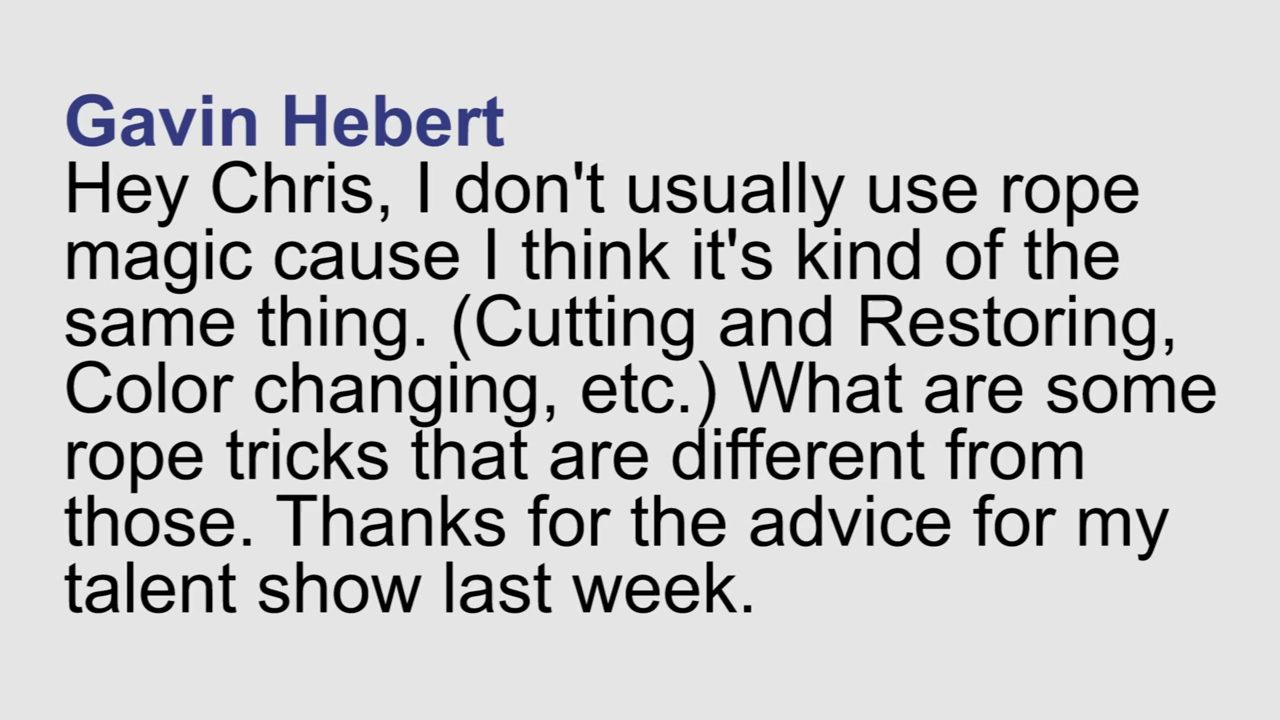 Gavin Hebert
Hey Chris, I don't usually use rope
magic cause I think it's kind of the
same thing. (Cutting and Restoring,
Color changing, etc.) What are some
rope tricks that are different from
those. Thanks for the advice for my
talent show last week.